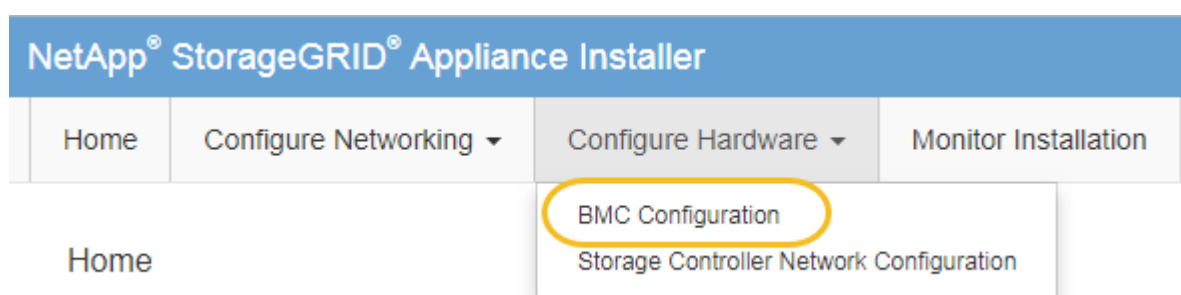 NetApp® StorageGRID® Appliance Installer
Home Configure Networking Configure Hardware Monitor Installation
BMC Configuration
Home
Storage Controller Network Configuration